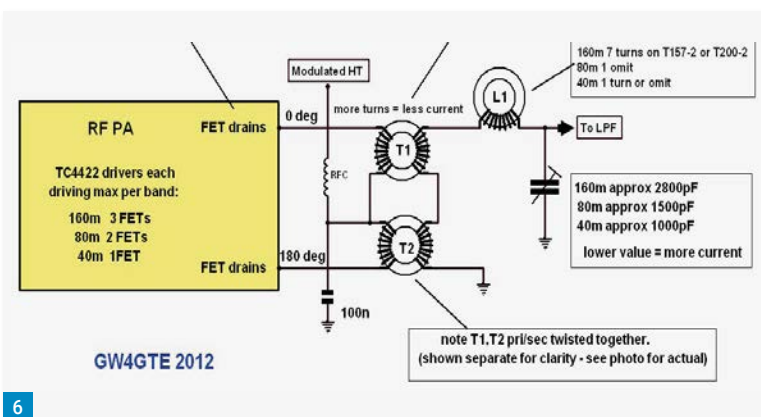 160m 7 turns on T157-2 or T200-2
80m 1 omit
40m 1 turn or omit
Modulated HT
L1
0 deg
more turns = less current
RF PA
FET drains
To LPF
T1
TC4422 drivers each
driving max per band:
RFC
160m 3 FETs
80m 2 FETs
40m 1FET
160m approx 2800pF
80m approx 1500pF
40m approx 1000pF
lower value = more current
T2
180 deg
FET drains
100n
note T1,T2 pri/sec twisted together.
(shown separate for clarity - see photo for actual)
GW4GTE 2012
6